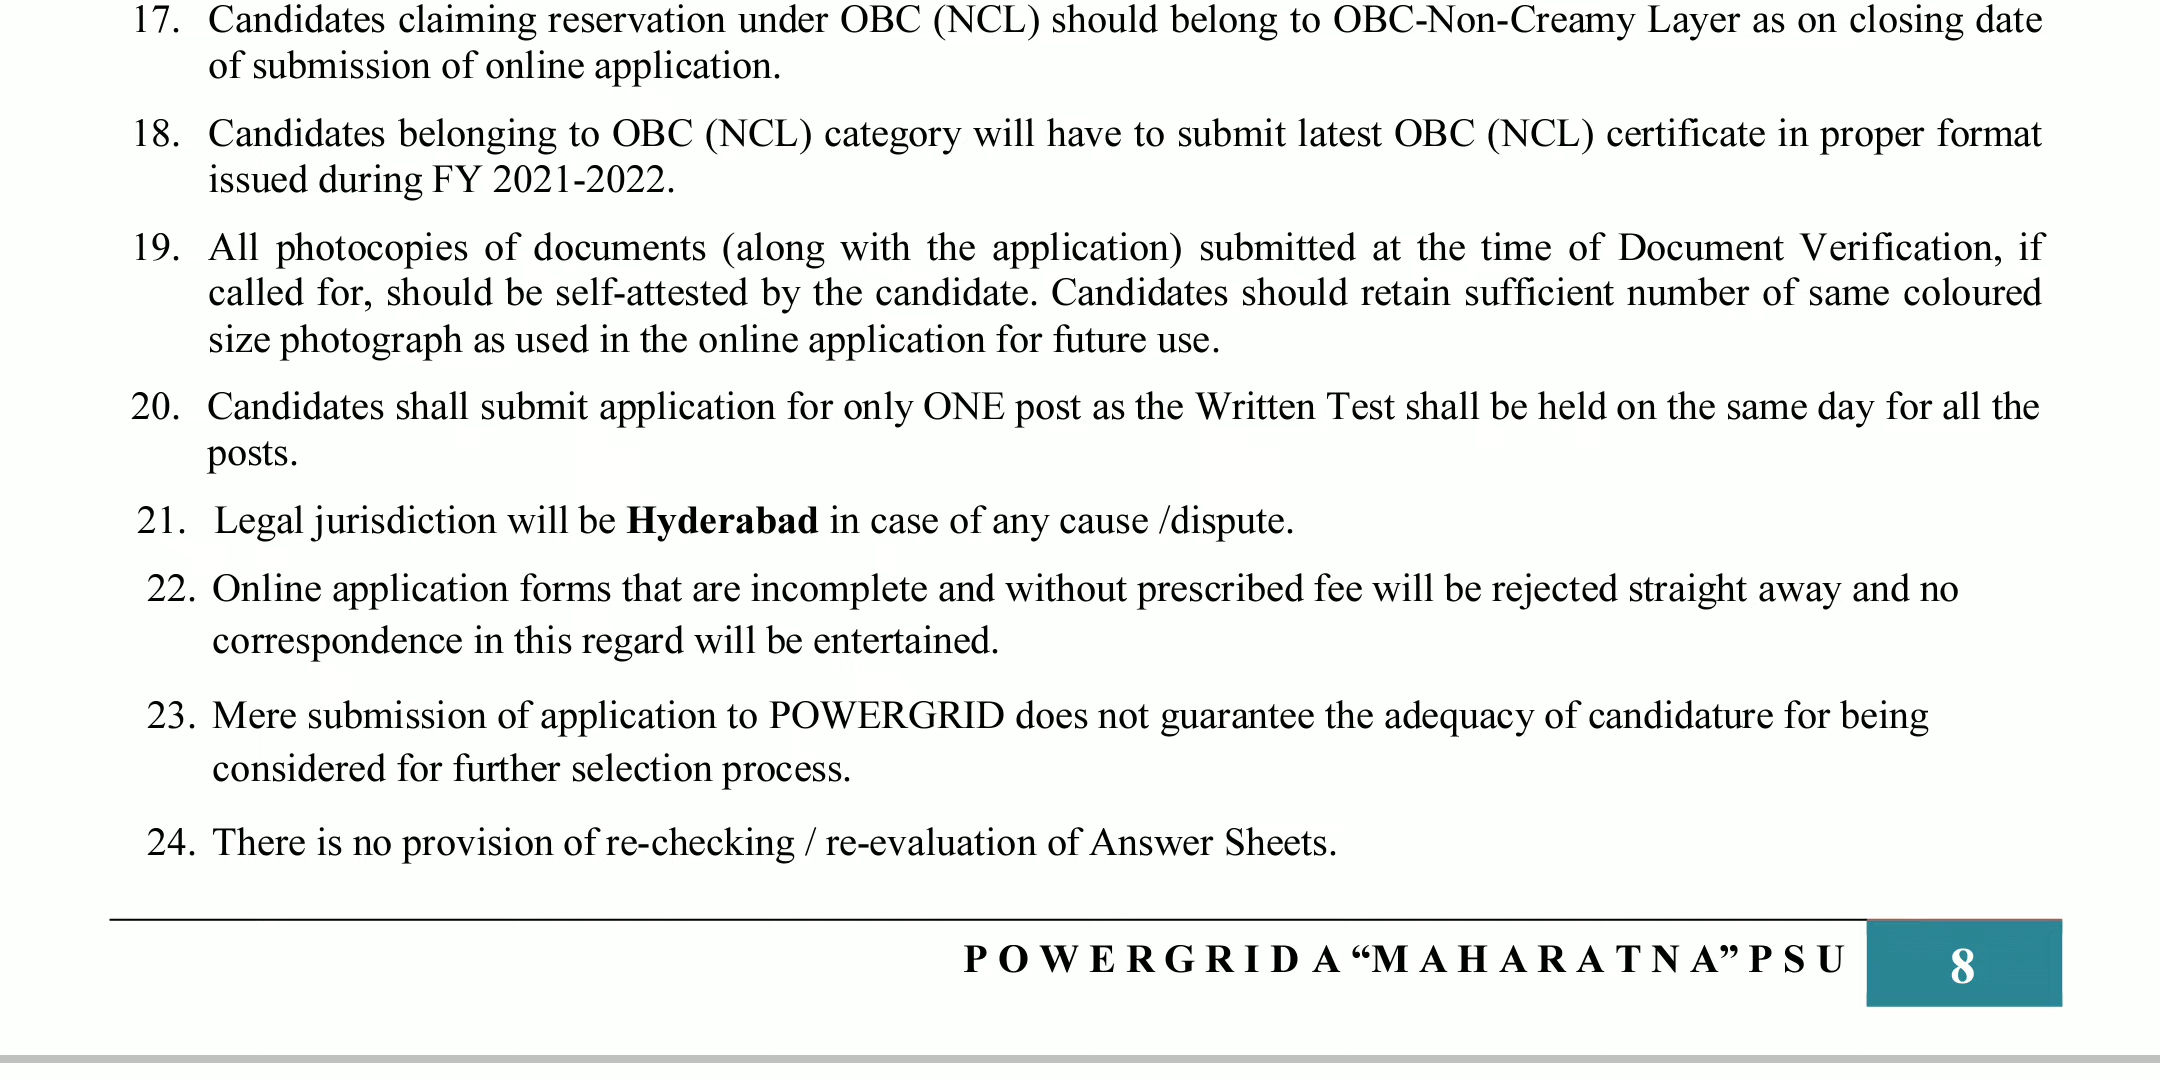 17. Candidates claiming reservation under OBC (NCL) should belong to OBC-Non-Creamy Layer as on closing date
of submission of online application.
18. Candidates belonging to OBC (NCL) category will have to submit latest OBC (NCL) certificate in proper format
issued during FY 2021-2022.
19. All photocopies of documents (along with the application) submitted at the time of Document Verification, if
called for, should be self-attested by the candidate. Candidates should retain sufficient number of same coloured
size photograph as used in the online application for future use.
20. Candidates shall submit application for only ONE post as the Written Test shall be held on the same day for all the
posts.
21. Legal jurisdiction will be Hyderabad in case of any cause /dispute.
22. Online application forms that are incomplete and without prescribed fee will be rejected straight away and no
correspondence in this regard will be entertained.
23. Mere submission of application to POWERGRID does not guarantee the adequacy of candidature for being
considered for further selection process.
24. There is no provision of re-checking / re-evaluation of Answer Sheets.
P O W E R G R I D A “M A H A R A T N A” P S U 8